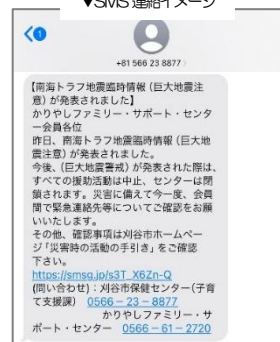 ▼SMS 連絡イメージ
1
+81 566 23 8877
【南海トラフ地震臨時情報(巨大地震注
意)が発表されました】
かりやしファミリー・サポート・センタ
ー会員各位
昨日、南海トラフ地震臨時情報(巨大地
震注意)が発表されました。
今後、(巨大地震警戒)が発表された際は、
すべての援助活動は中止、センターは閉
鎖されます。災害に備えて今一度、会員
間で緊急連絡先等についてご確認をお願
いいたします。
その他、確認事項は刈谷市ホームペー
ジ「災害時の活動の手引き」をご確認
下さい。
https://smsg.jp/s3T_X6Zn-Q
(問い合わせ):刈谷市保健センター(子育
て支援課) 0566-23-8877
かりやしファミリー・サ
ポート・センター 0566-61-2720